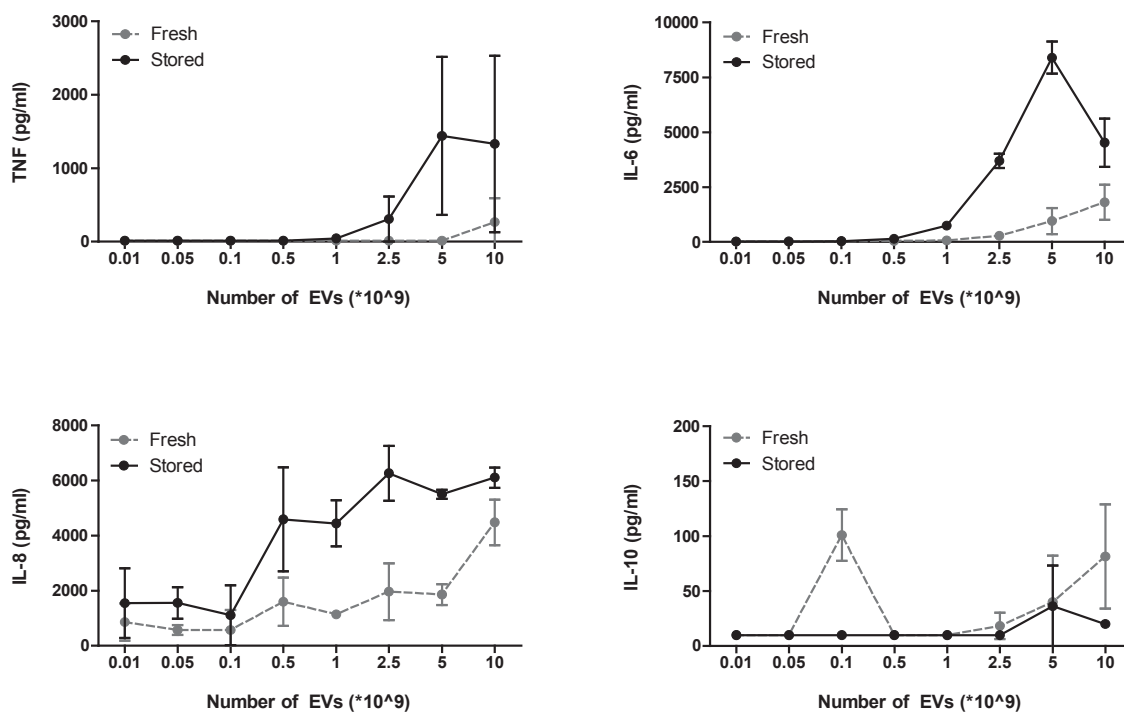 3000
2000
1000
0
TNF (pg/ml)
Fresh
Stored
0.01 0.05 0.1 0.5 1 2.5 5 10
Number of EVs (*10^9)
10000
7500
5000
2500
0
IL-6 (pg/ml)
Fresh
Stored
0.01 0.05 0.1 0.5 1 2.5 5 10
Number of EVs (*10^9)
8000
6000
4000
2000
0
IL-8 (pg/ml)
Fresh
Stored
0.01 0.05 0.1 0.5 1 2.5 5 10
Number of EVs (*10^9)
200
150
100
50
0
IL-10 (pg/ml)
Fresh
Stored
0.01 0.05 0.1 0.5 1 2.5 5 10
Number of EVs (*10^9)